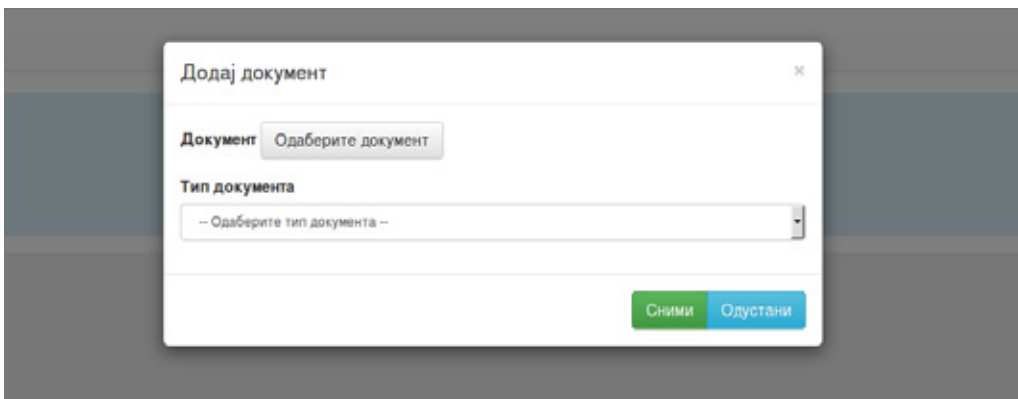 Додај документ ×
Документ Одаберите документ
Тип документа
-- Одаберите тип документа --
Сними Одустани